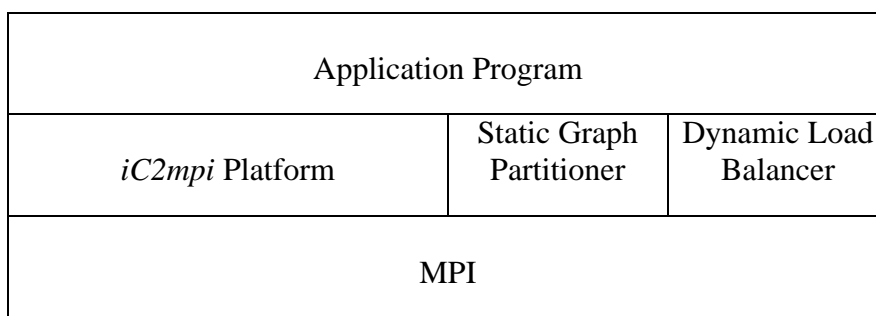 Application Program
iC2mpi Platform
Static Graph
Partitioner
Dynamic Load
Balancer
MPI